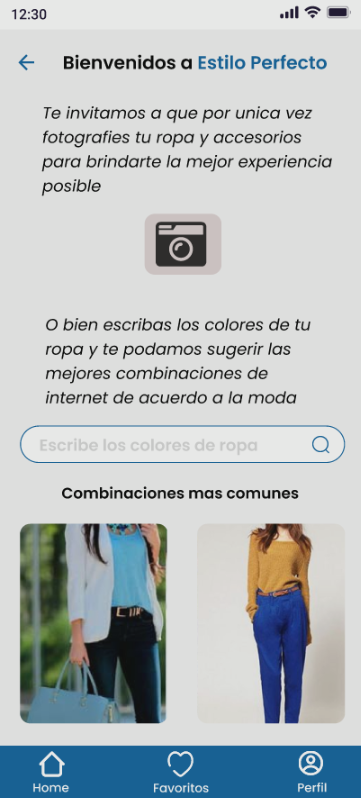 12:30
Bienvenidos a Estilo Perfecto
Te invitamos a que por unica vez
fotografies tu ropa y accesorios
para brindarte la mejor experiencia
posible
O bien escribas los colores de tu
ropa y te podamos sugerir las
mejores combinaciones de
internet de acuerdo a la moda
Escribe los colores de ropa
Combinaciones mas comunes
Home Favoritos Perfil